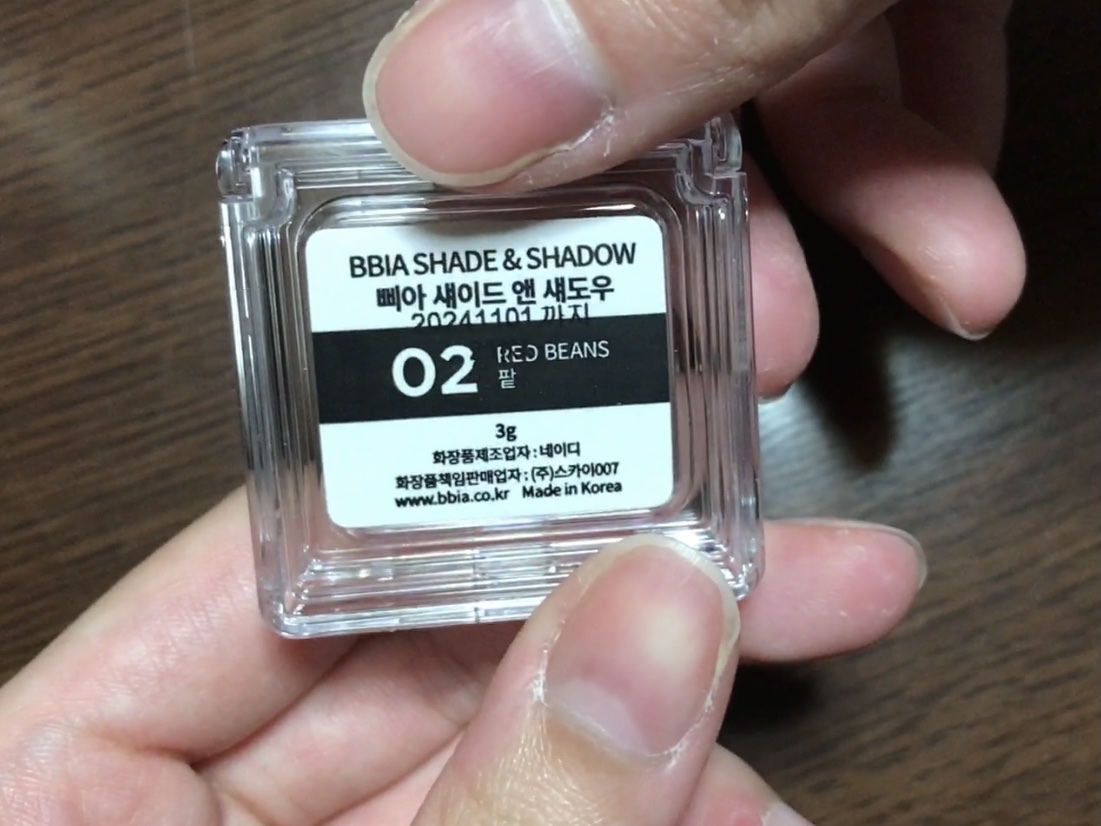 BBIA SHADE & SHADOW
삐아 섀이드 앤 섀도우
20241101 까지
02 RED BEANS
팥
3g
화장품제조업자 : 네이디
화장품책임판매업자 : (주)스카이007
www.bbia.co.kr Made in Korea